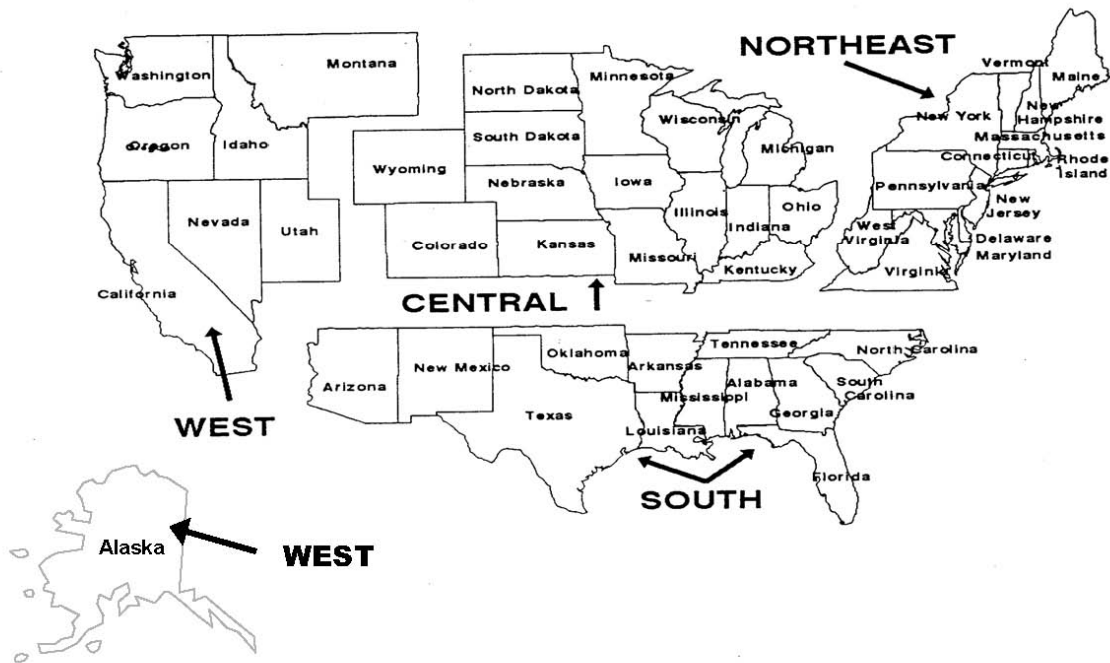 NORTHEAST
Vermont
Maine
New
Hampshire
New York
Massachusetts
Connecticut
Rhode
Island
Pennsylvania
New
Jersey
West
Virginia
Delaware
Maryland
Virginia
Washington
Montana
Oregon
Idaho
Nevada
Utah
California
WEST
North Dakota
Minnesota
South Dakota
Wisconsin
Michigan
Wyoming
Nebraska
Iowa
Illinois
Indiana
Ohio
Colorado
Kansas
Missouri
Kentucky
CENTRAL
Oklahoma
Arkansas
Tennessee
North Carolina
Arizona
New Mexico
Texas
Mississippi
Alabama
South
Carolina
Georgia
Louisiana
Florida
SOUTH
Alaska
WEST